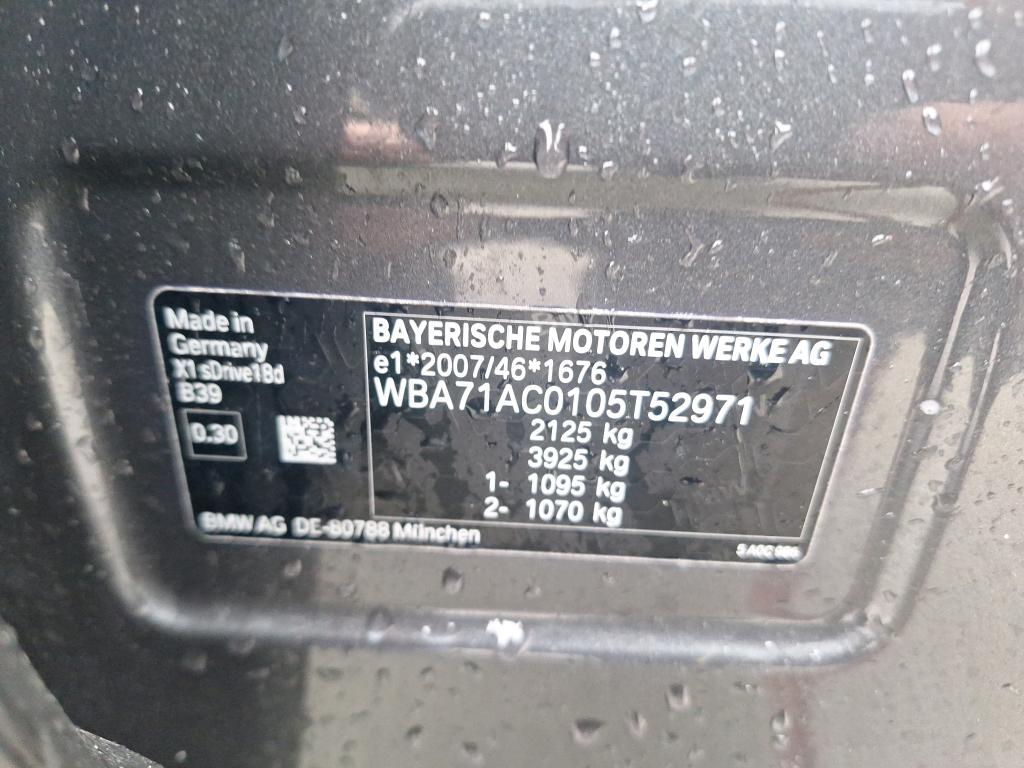 Made in
Germany
X1 sDrive18d
B39
0.30
BMW AG DE-80788 München
BAYERISCHE MOTOREN WERKE AG
e1*2007/46*1676
WBA71AC0105T52971
2125 kg
3925 kg
1- 1095 kg
2- 1070 kg